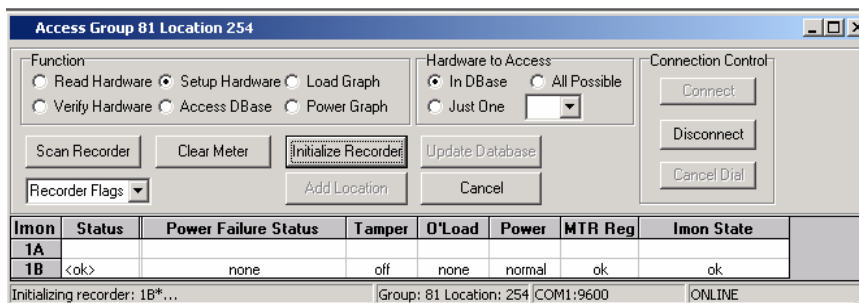 Access Group 81 Location 254
Function
Read Hardware Setup Hardware Load Graph
Verify Hardware Access DBase Power Graph
Hardware to Access
In DBase All Possible
Just One
Connection Control
Connect
Disconnect
Cancel Dial
Scan Recorder Clear Meter Initialize Recorder Update Database
Recorder Flags Add Location Cancel
Imon Status Power Failure Status Tamper O'Load Power MTR Reg Imon State
1A
1B <ok> none off none normal ok ok
Initializing recorder: 1B*... Group: 81 Location: 254 COM1:9600 ONLINE